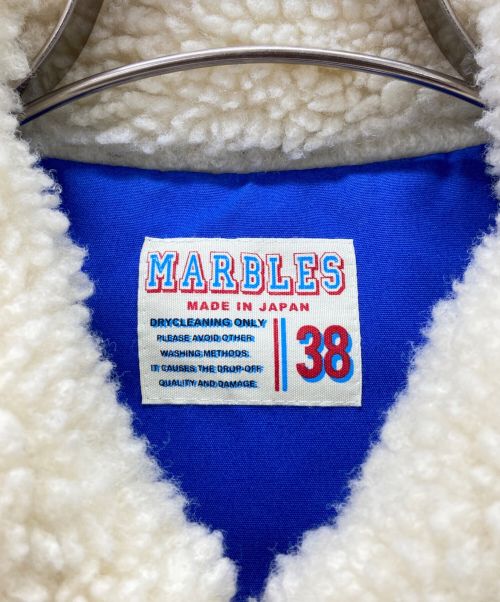 MARBLES
MADE IN JAPAN
DRYCLEANING ONLY
PLEASE AVOID OTHER
WASHING METHODS.
IT CAUSES THE DROP-OFF
QUALITY AND DAMAGE.
38